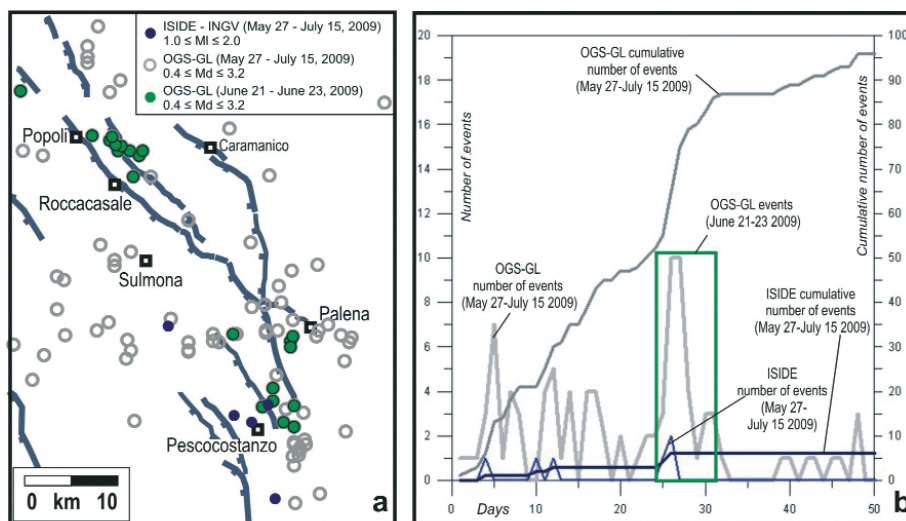 ISIDE - INGV (May 27 - July 15, 2009)
1.0 ≤ Ml ≤ 2.0
OGS-GL (May 27 - July 15, 2009)
0.4 ≤ Md ≤ 3.2
OGS-GL (June 21 - June 23, 2009)
0.4 ≤ Md ≤ 3.2
Popoli
Caramanico
Roccacasale
Sulmona
Palena
Pescocostanzo
0 10
km
a
20
18
16
14
12
10
8
6
4
2
0
Number of events
OGS-GL cumulative
number of events
(May 27-July 15 2009)
OGS-GL events
(June 21-23 2009)
OGS-GL
number of events
(May 27-July 15 2009)
ISIDE cumulative
number of events
(May 27-July 15 2009)
ISIDE
number of events
(May 27-
July 15 2009)
100
90
80
70
60
50
40
30
20
10
0
Cumulative number of events
0 Days 10 20 30 40 50
b